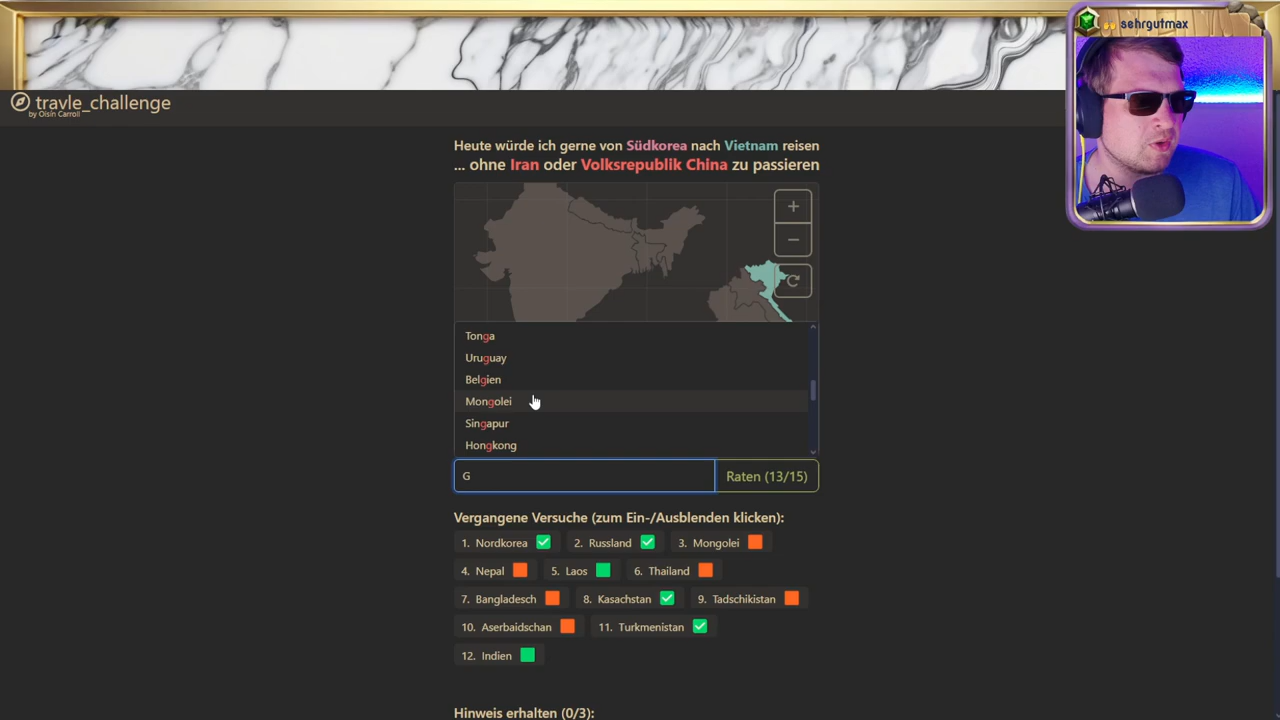 sehrgutmax
travle_challenge
by Oisín Carroll
Heute würde ich gerne von Südkorea nach Vietnam reisen
... ohne Iran oder Volksrepublik China zu passieren
+
−
Tonga
Uruguay
Belgien
Mongolei
Singapur
Hongkong
G
Raten (13/15)
Vergangene Versuche (zum Ein-/Ausblenden klicken):
1. Nordkorea 2. Russland 3. Mongolei
4. Nepal 5. Laos 6. Thailand
7. Bangladesch 8. Kasachstan 9. Tadschikistan
10. Aserbaidschan 11. Turkmenistan
12. Indien
Hinweis erhalten (0/3):